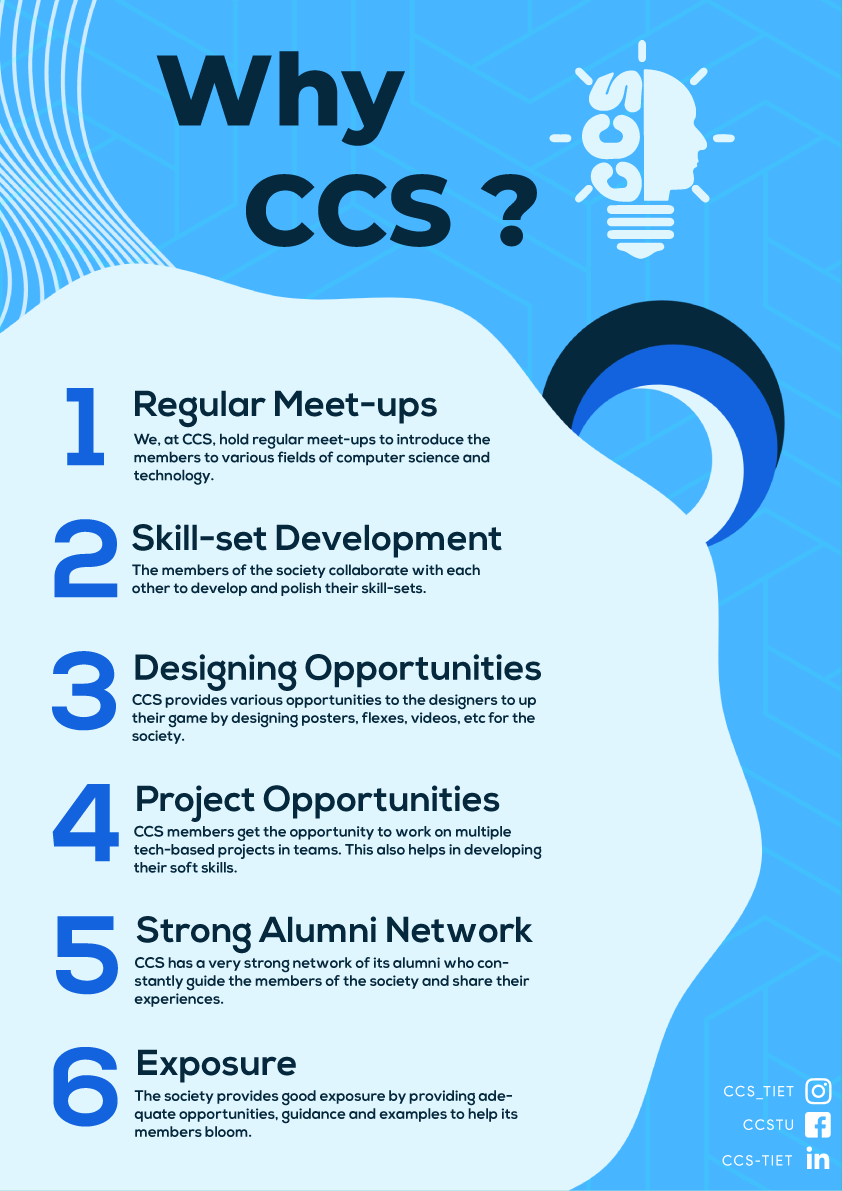 Why
CCS ?
CCS
1
Regular Meet-ups
We, at CCS, hold regular meet-ups to introduce the
members to various fields of computer science and
technology.
2
Skill-set Development
The members of the society collaborate with each
other to develop and polish their skill-sets.
3
Designing Opportunities
CCS provides various opportunities to the designers to up
their game by designing posters, flexes, videos, etc for the
society.
4
Project Opportunities
CCS members get the opportunity to work on multiple
tech-based projects in teams. This also helps in developing
their soft skills.
5
Strong Alumni Network
CCS has a very strong network of its alumni who con-
stantly guide the members of the society and share their
experiences.
6
Exposure
The society provides good exposure by providing ade-
quate opportunities, guidance and examples to help its
members bloom.
CCS_TIET
CCSTU
CCS-TIET